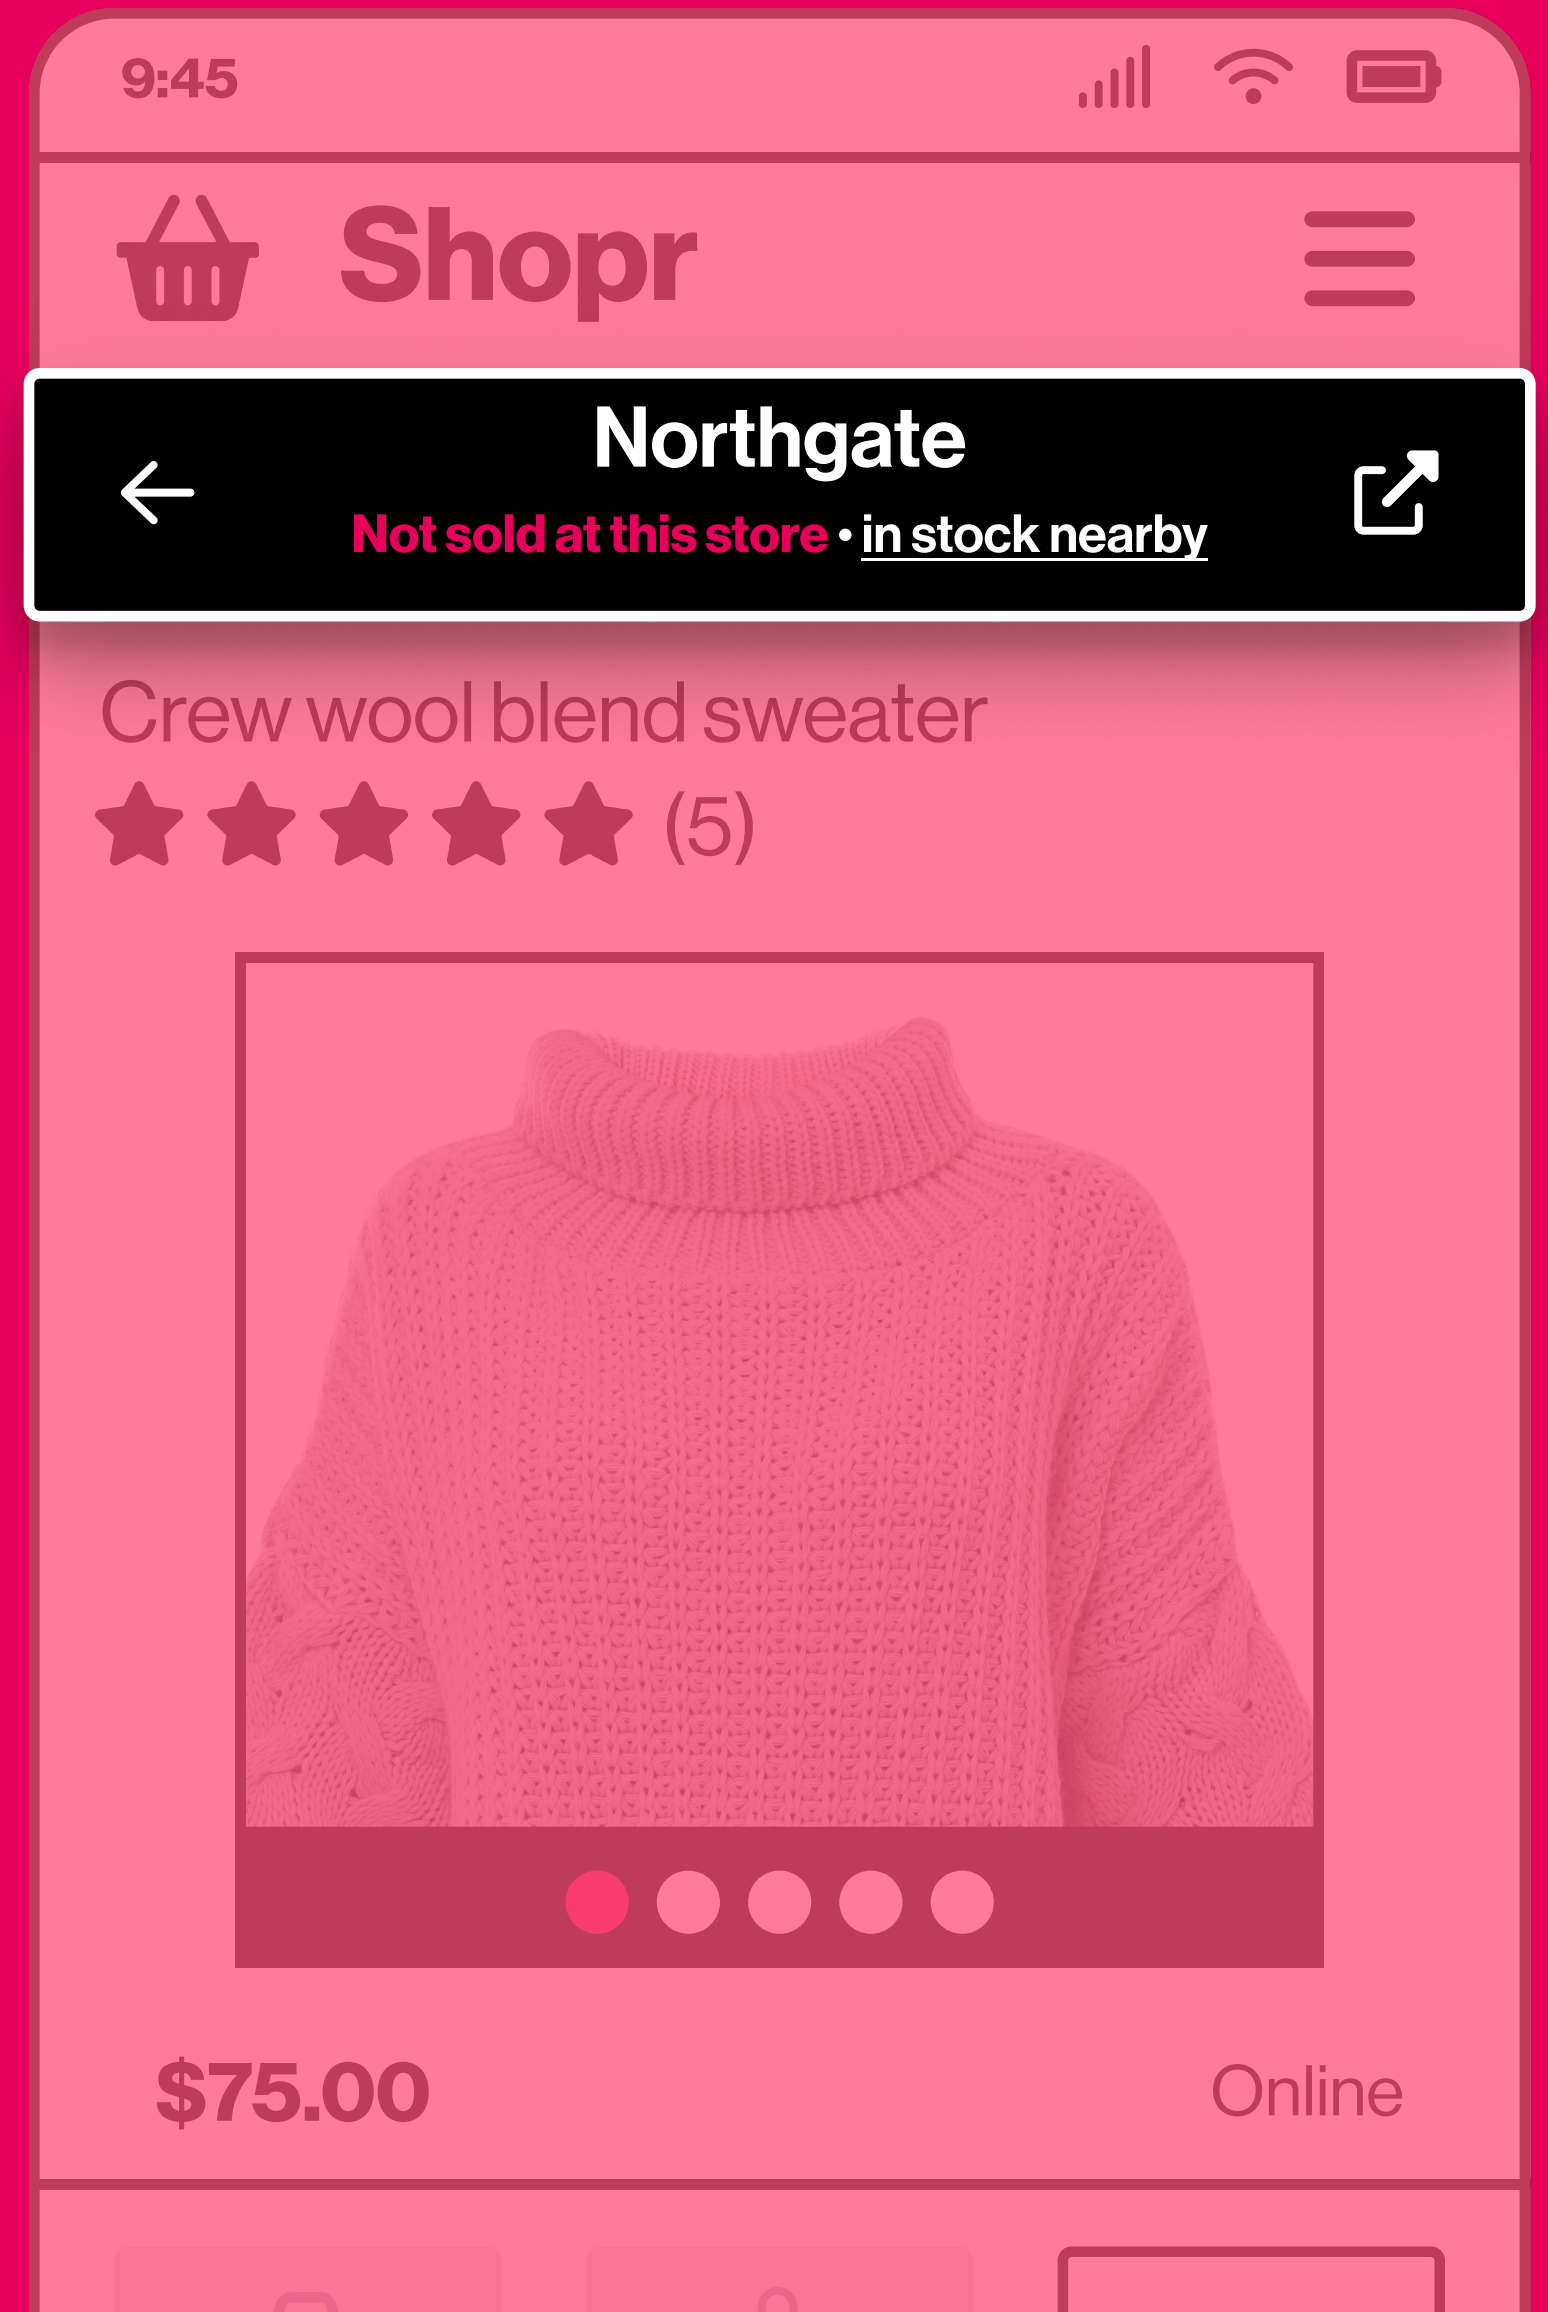 9:45
Shopr
Northgate
Not sold at this store • in stock nearby
Crew wool blend sweater
(5)
$75.00
Online